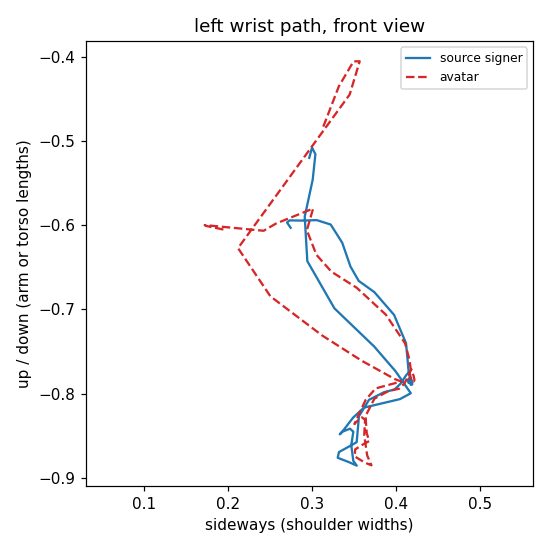 left wrist path, front view
source signer
avatar
up / down (arm or torso lengths)
−0.4
−0.5
−0.6
−0.7
−0.8
−0.9
0.1 0.2 0.3 0.4 0.5
sideways (shoulder widths)